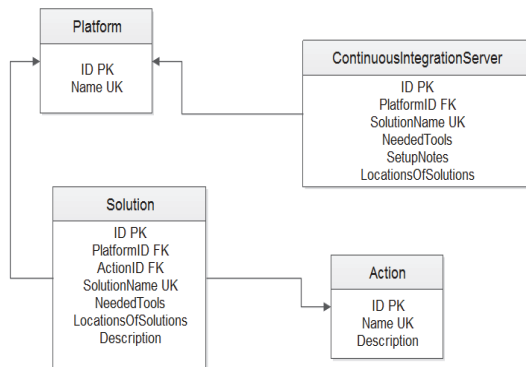 Platform
ID PK
Name UK
ContinuousIntegrationServer
ID PK
PlatformID FK
SolutionName UK
NeededTools
SetupNotes
LocationsOfSolutions
Solution
ID PK
PlatformID FK
ActionID FK
SolutionName UK
NeededTools
LocationsOfSolutions
Description
Action
ID PK
Name UK
Description